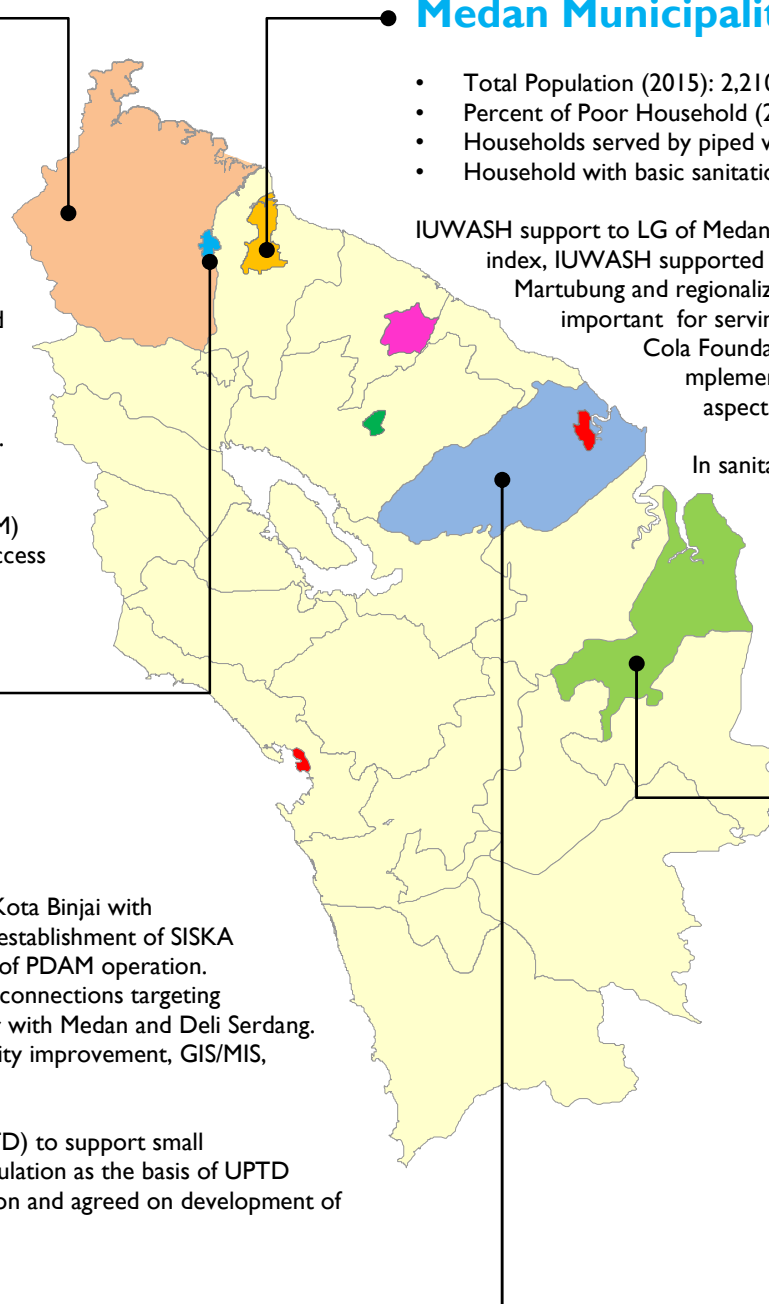 Medan Municipalit
• Total Population (2015): 2,210
• Percent of Poor Household (2
• Households served by piped w
• Household with basic sanitatio
IUWASH support to LG of Medan
index, IUWASH supported
Martubung and regionaliz
important for servin
Cola Founda
mplemen
aspect
In sanita
d
.
M)
ccess
Kota Binjai with
establishment of SISKA
of PDAM operation.
connections targeting
r with Medan and Deli Serdang.
ity improvement, GIS/MIS,
TD) to support small
ulation as the basis of UPTD
on and agreed on development of